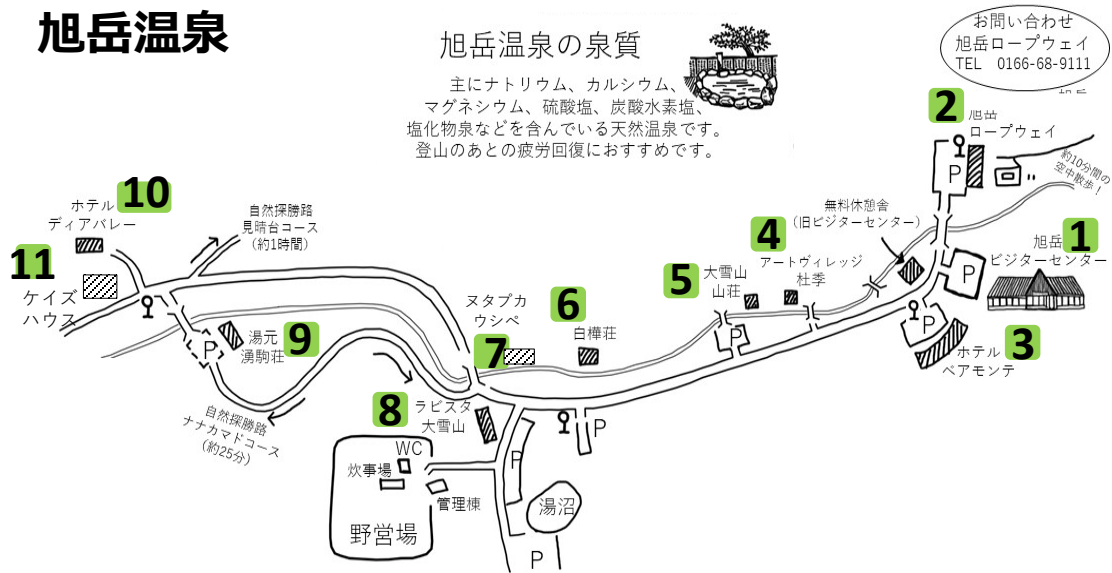 旭岳温泉
旭岳温泉の泉質
主にナトリウム、カルシウム、
マグネシウム、硫酸塩、炭酸水素塩、
塩化物泉などを含んでいる天然温泉です。
登山のあとの疲労回復におすすめです。
お問い合わせ
旭岳ロープウェイ
TEL 0166-68-9111
2
旭岳
ロープウェイ
P
約10分間の
空中散歩！
1
旭岳
ビジターセンター
P
無料休憩舎
(旧ビジターセンター)
4
アートヴィレッジ
杜季
5
大雪山
山荘
P
3
ホテル
ベアモンテ
P
6
白樺荘
ヌタプカ
ウシペ
7
8
ラビスタ
大雪山
P
P
P
湯沼
WC
炊事場
管理棟
野営場
10
ホテル
ディアバレー
自然探勝路
見晴台コース
(約1時間)
11
ケイズ
ハウス
9
湯元
湧駒荘
P
自然探勝路
ナナカマドコース
(約25分)